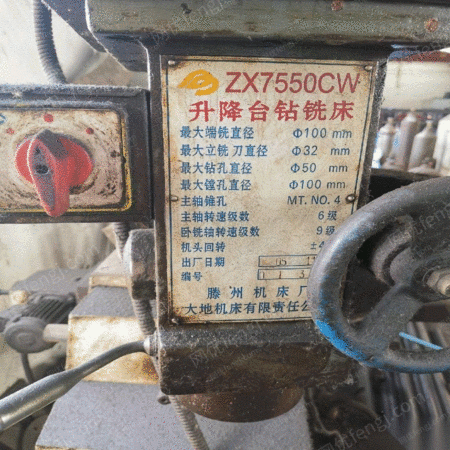 ZX7550CW
升降台钻铣床
最大端铣直径 Φ100 mm
最大立铣刀直径 Φ32 mm
最大钻孔直径 Φ50 mm
最大镗孔直径 Φ100 mm
主轴锥孔 MT. NO. 4
主轴转速级数 6级
卧铣轴转速级数 9级
机头回转 ±4
出厂日期
编号
滕州机床厂
大地机床有限责任公